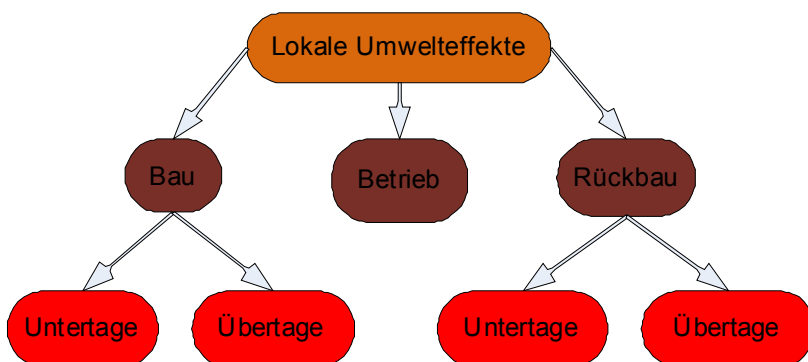 Lokale Umwelteffekte
Bau
Betrieb
Rückbau
Untertage
Übertage
Untertage
Übertage